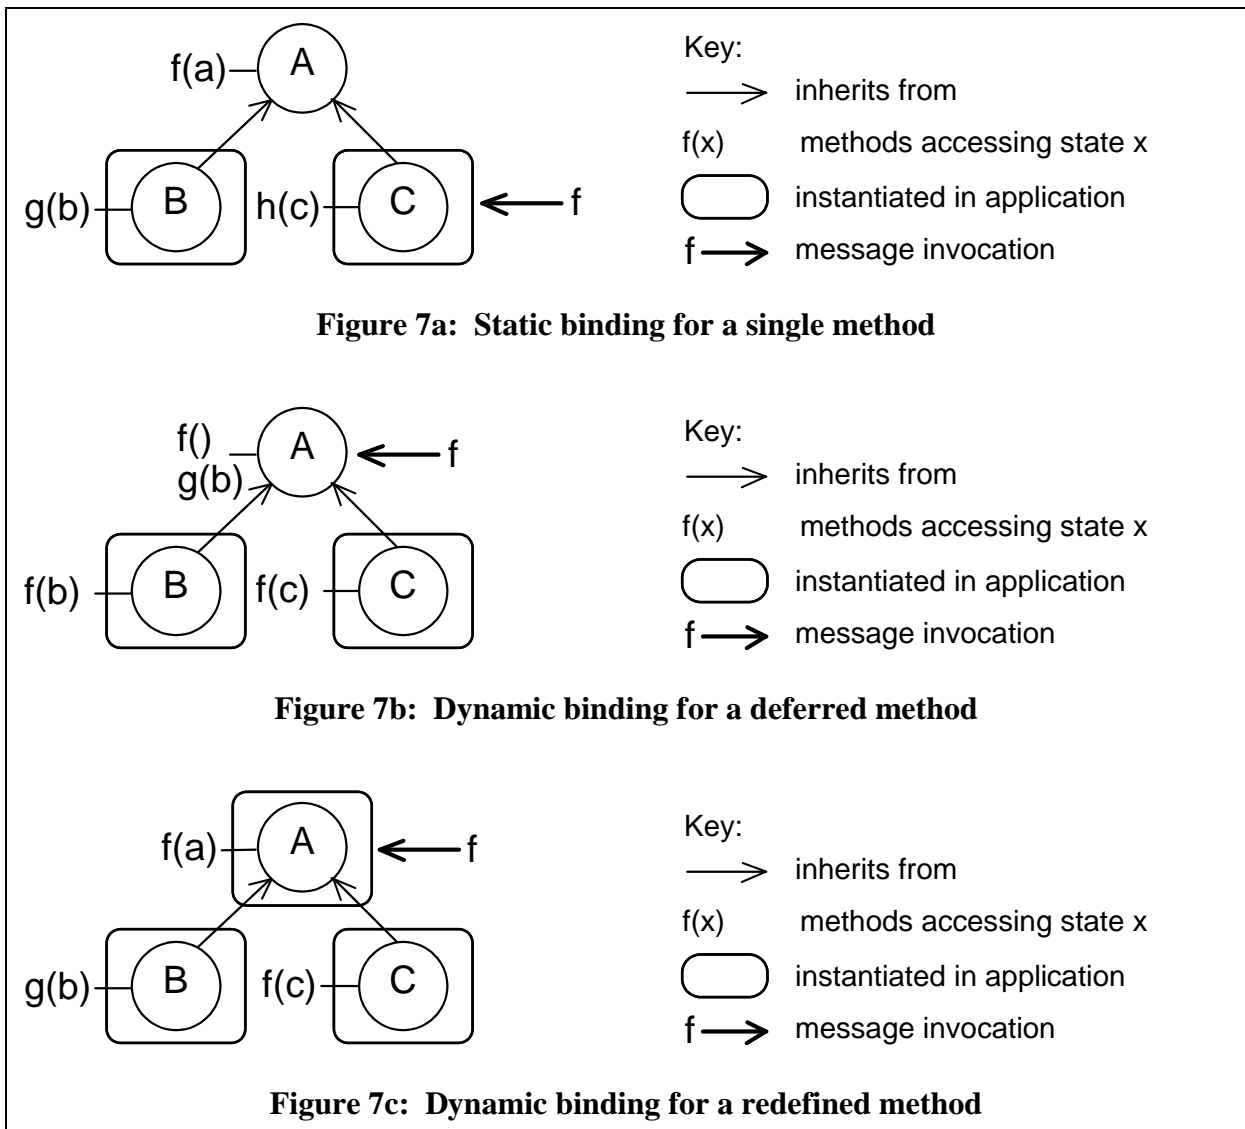 A
f(a)
B
g(b)
C
h(c)
f
Key:
inherits from
f(x) methods accessing state x
instantiated in application
f message invocation
Figure 7a: Static binding for a single method
A
f()
g(b)
f
B
f(b)
C
f(c)
Key:
inherits from
f(x) methods accessing state x
instantiated in application
f message invocation
Figure 7b: Dynamic binding for a deferred method
A
f(a)
f
B
g(b)
C
f(c)
Key:
inherits from
f(x) methods accessing state x
instantiated in application
f message invocation
Figure 7c: Dynamic binding for a redefined method